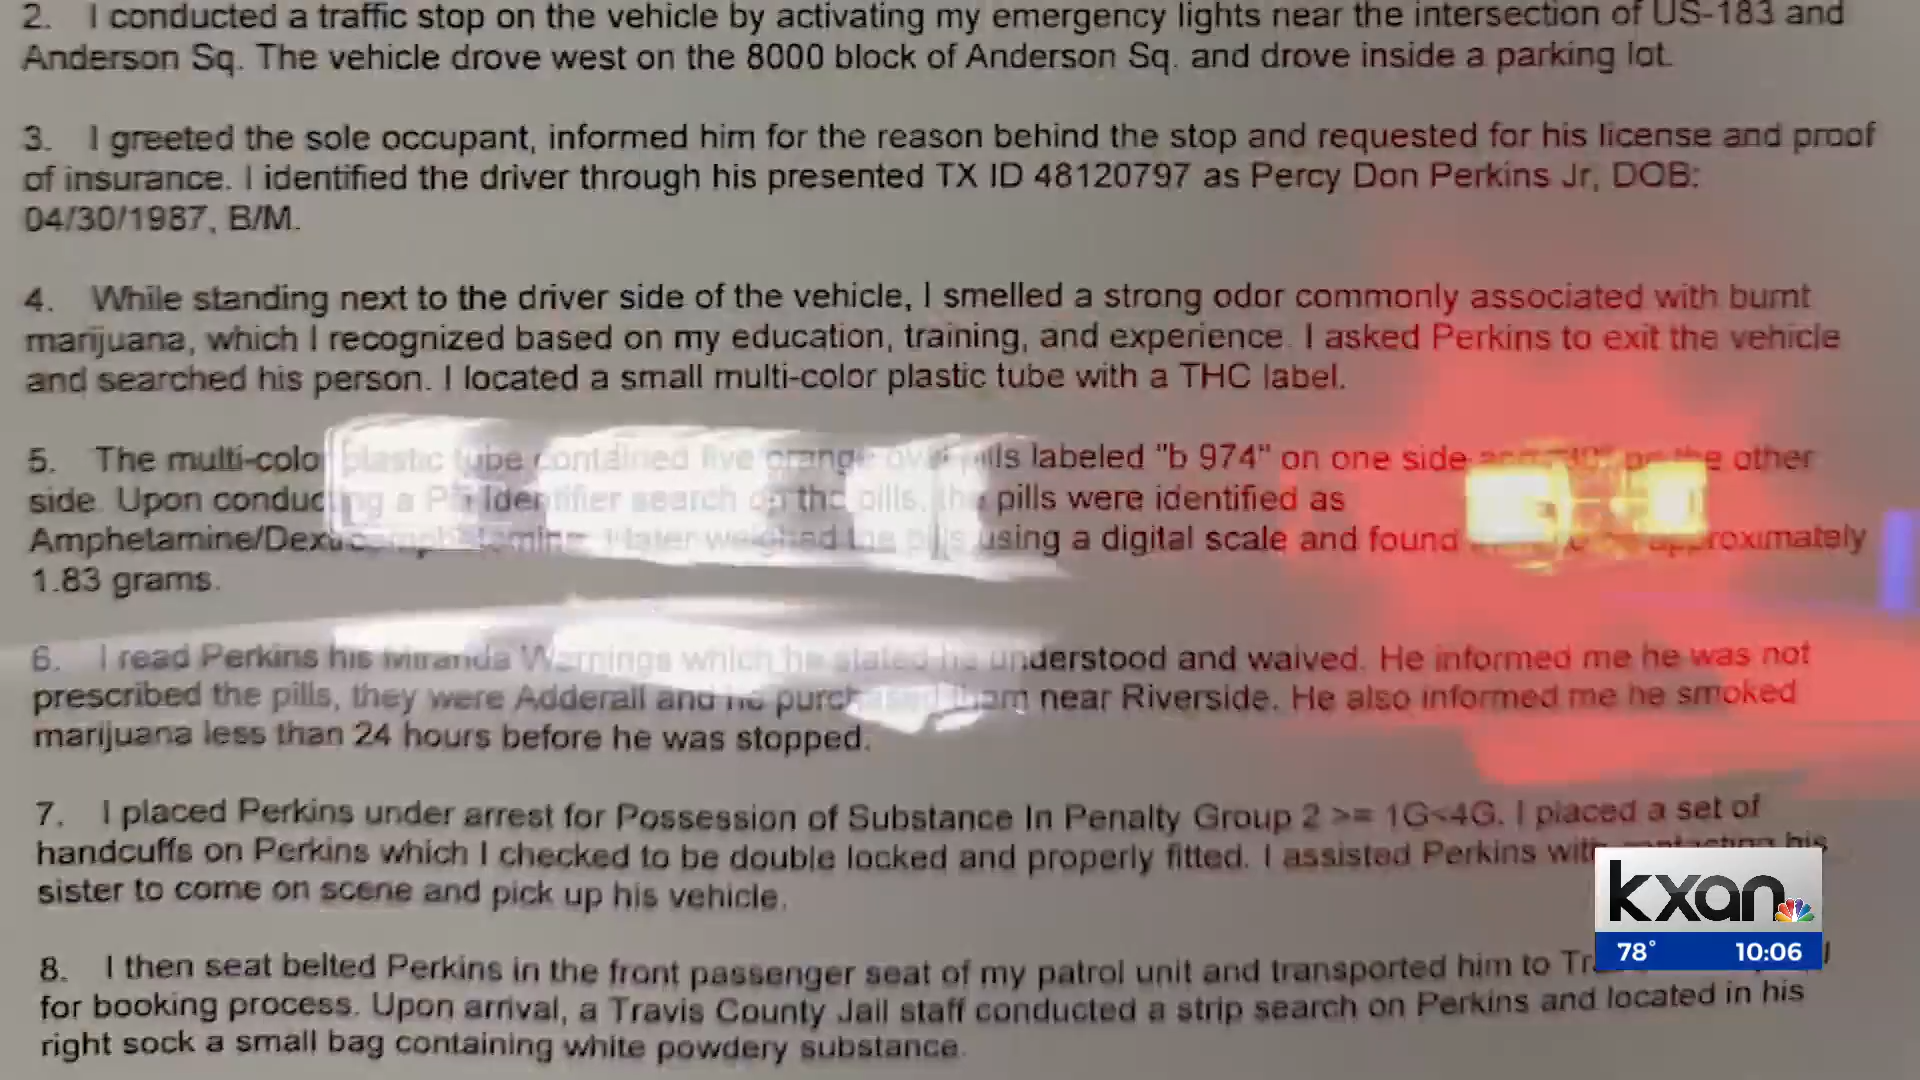 2. I conducted a traffic stop on the vehicle by activating my emergency lights near the intersection of US-183 and
Anderson Sq. The vehicle drove west on the 8000 block of Anderson Sq. and drove inside a parking lot.
3. I greeted the sole occupant, informed him for the reason behind the stop and requested for his license and proof
of insurance. I identified the driver through his presented TX ID 48120797 as Percy Don Perkins Jr, DOB:
04/30/1987, B/M.
4. While standing next to the driver side of the vehicle, I smelled a strong odor commonly associated with burnt
marijuana, which I recognized based on my education, training, and experience. I asked Perkins to exit the vehicle
and searched his person. I located a small multi-color plastic tube with a THC label.
5. The multi-color plastic tube contained five orange oval pills labeled "b 974" on one side and "30" on the other
side. Upon conducting a Pill Identifier search on the pills, the pills were identified as
Amphetamine/Dextroamphetamine. I later weighed the pills using a digital scale and found approximately
1.83 grams.
6. I read Perkins his Miranda Warnings which he stated he understood and waived. He informed me he was not
prescribed the pills, they were Adderall and he purchased them near Riverside. He also informed me he smoked
marijuana less than 24 hours before he was stopped.
7. I placed Perkins under arrest for Possession of Substance In Penalty Group 2 >= 1G<4G. I placed a set of
handcuffs on Perkins which I checked to be double locked and properly fitted. I assisted Perkins with contacting his
sister to come on scene and pick up his vehicle.
8. I then seat belted Perkins in the front passenger seat of my patrol unit and transported him to
for booking process. Upon arrival, a Travis County Jail staff conducted a strip search on Perkins and located in his
right sock a small bag containing white powdery substance.
kxan
78° 10:06